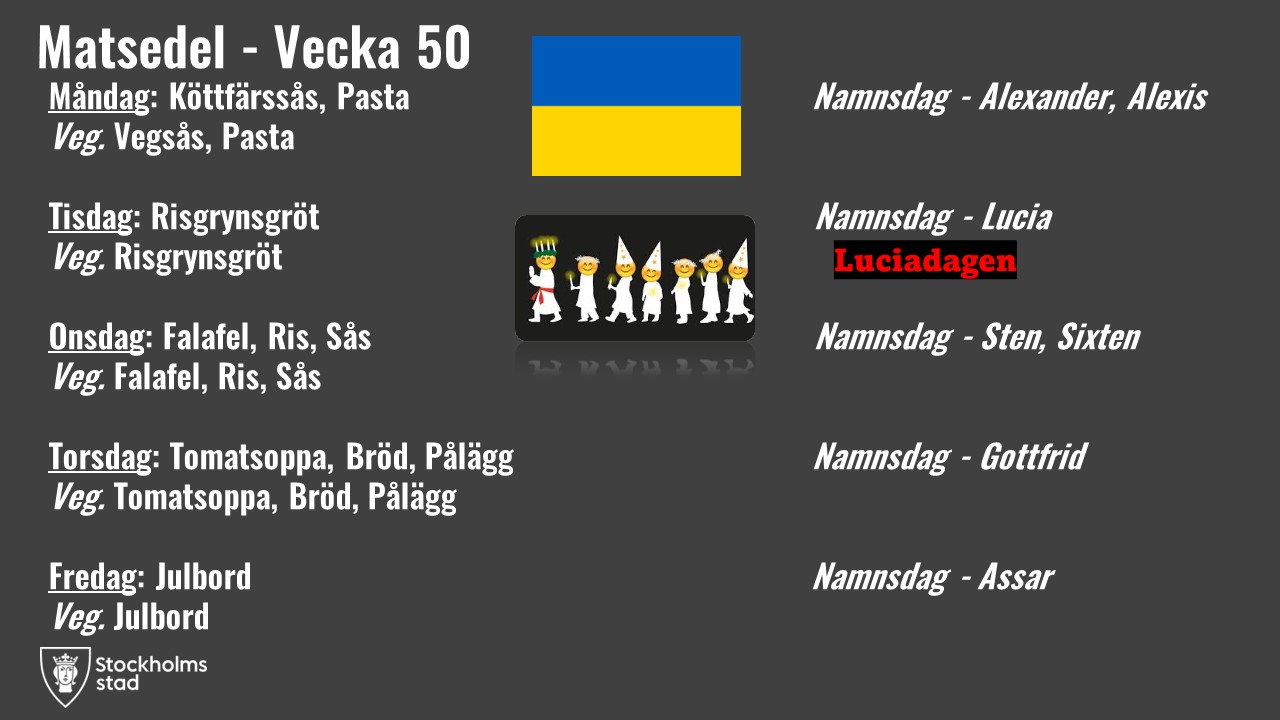 Matsedel - Vecka 50
Måndag: Köttfärssås, Pasta
Veg. Vegsås, Pasta
Namnsdag - Alexander, Alexis
Tisdag: Risgrynsgröt
Veg. Risgrynsgröt
Namnsdag - Lucia
Luciadagen
Onsdag: Falafel, Ris, Sås
Veg. Falafel, Ris, Sås
Namnsdag - Sten, Sixten
Torsdag: Tomatsoppa, Bröd, Pålägg
Veg. Tomatsoppa, Bröd, Pålägg
Namnsdag - Gottfrid
Fredag: Julbord
Veg. Julbord
Namnsdag - Assar
Stockholms
stad